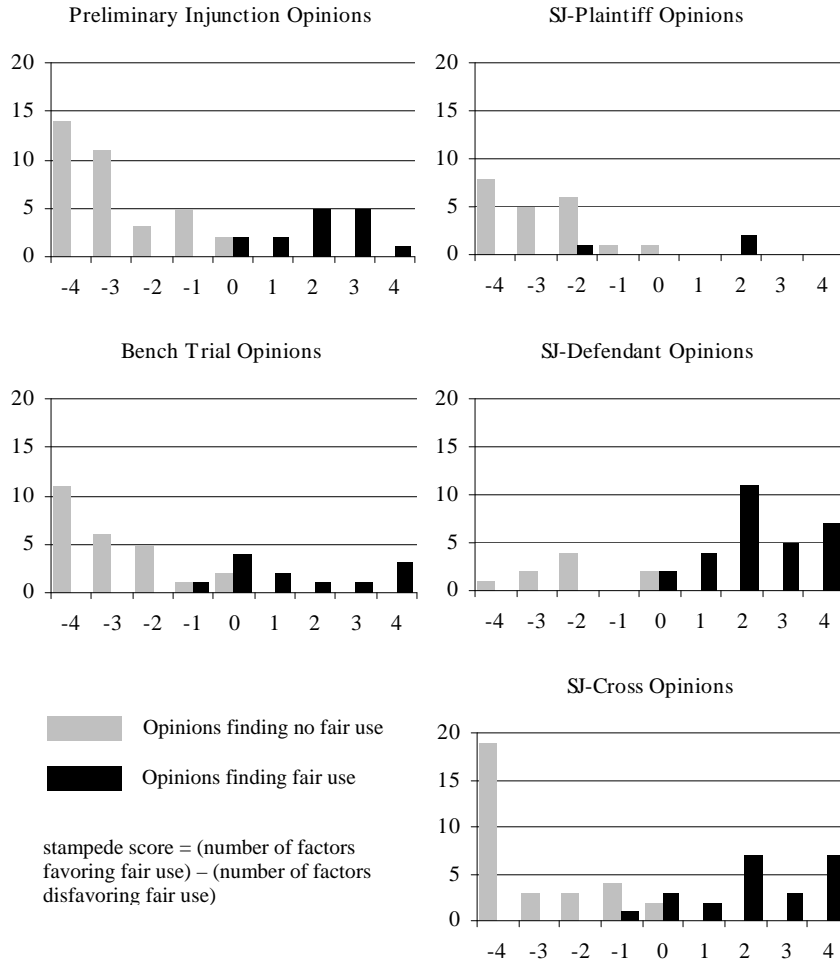 Preliminary Injunction Opinions
20
15
10
5
0
-4 -3 -2 -1 0 1 2 3 4
SJ-Plaintiff Opinions
20
15
10
5
0
-4 -3 -2 -1 0 1 2 3 4
Bench Trial Opinions
20
15
10
5
0
-4 -3 -2 -1 0 1 2 3 4
SJ-Defendant Opinions
20
15
10
5
0
-4 -3 -2 -1 0 1 2 3 4
Opinions finding no fair use
Opinions finding fair use
stampede score = (number of factors
favoring fair use) – (number of factors
disfavoring fair use)
SJ-Cross Opinions
20
15
10
5
0
-4 -3 -2 -1 0 1 2 3 4